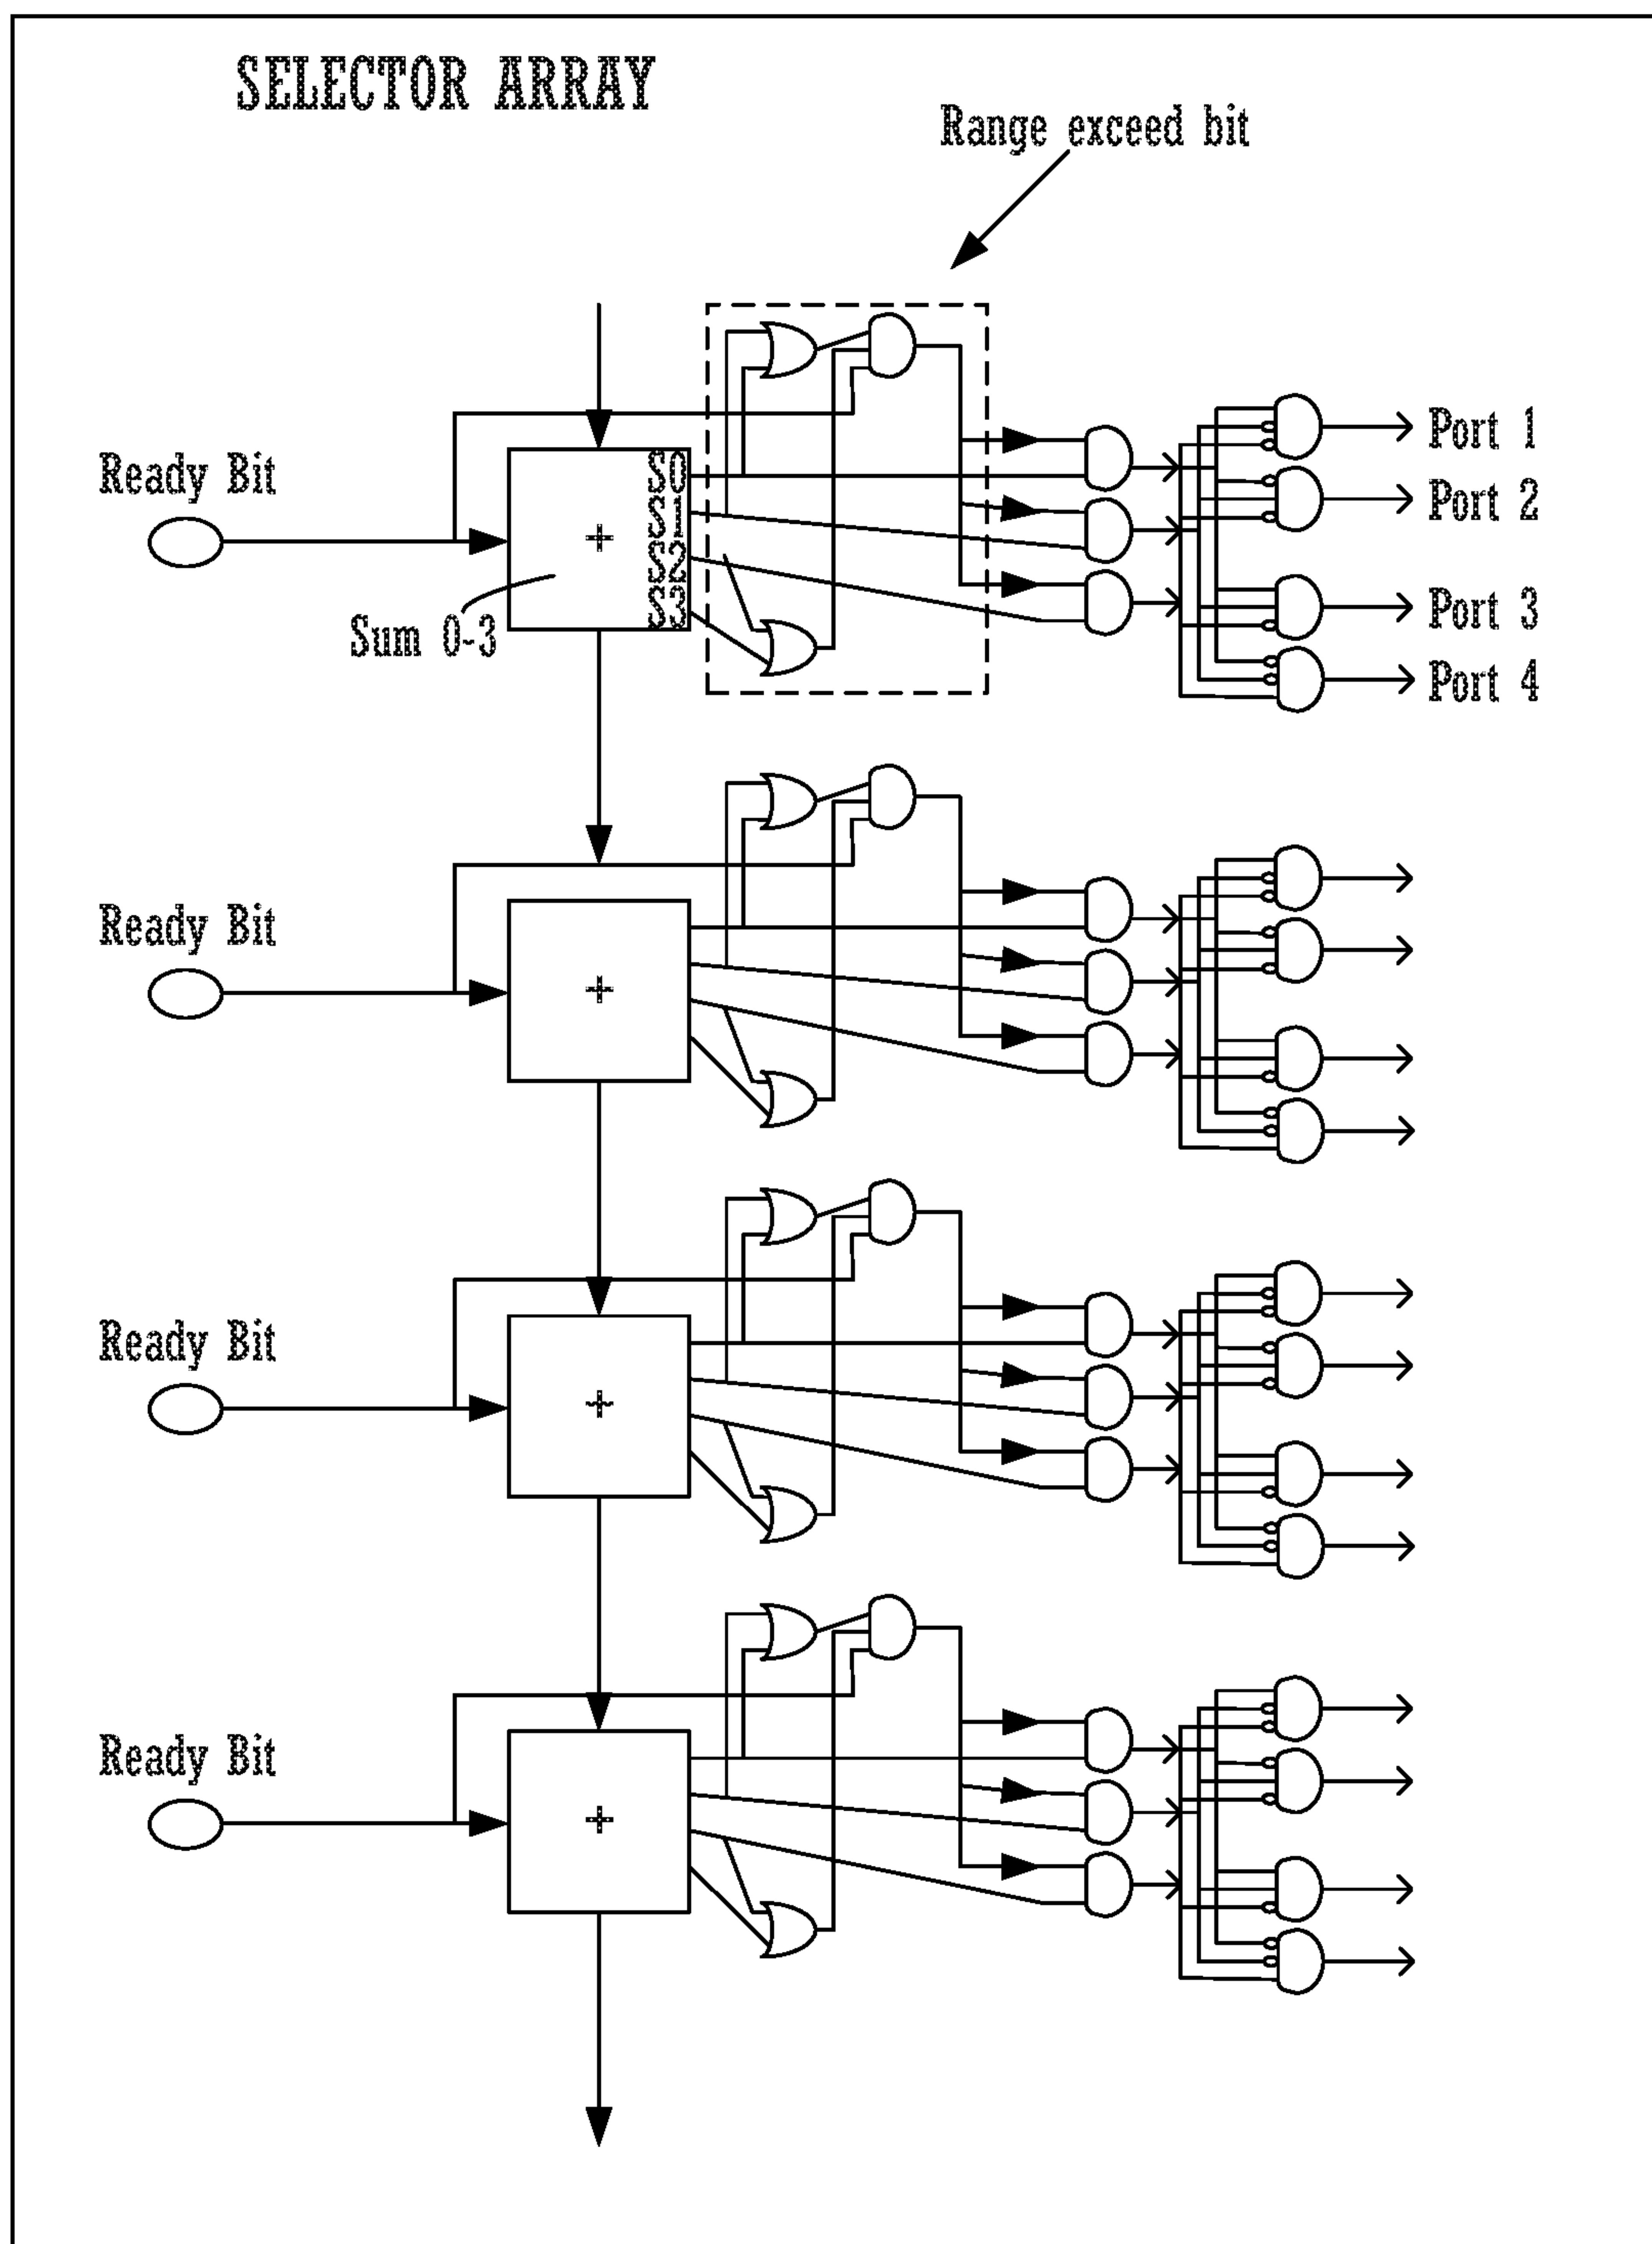 SELECTOR ARRAY
Range exceed bit
Ready Bit
S0
S1
S2
S3
+
Sum 0-3
Port 1
Port 2
Port 3
Port 4
Ready Bit
+
Ready Bit
+
Ready Bit
+